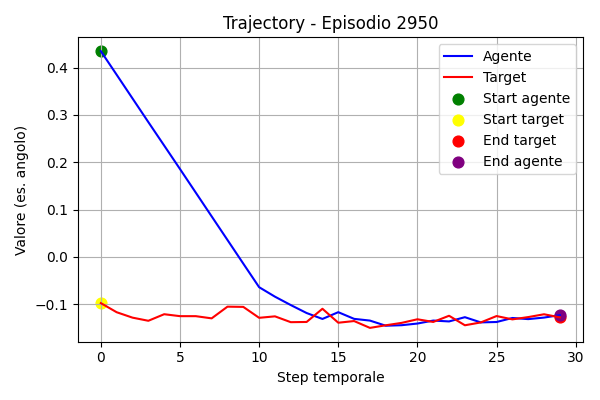 Trajectory - Episodio 2950
Agente
Target
Start agente
Start target
End target
End agente
Valore (es. angolo)
0.4
0.3
0.2
0.1
0.0
−0.1
0 5 10 15 20 25 30
Step temporale